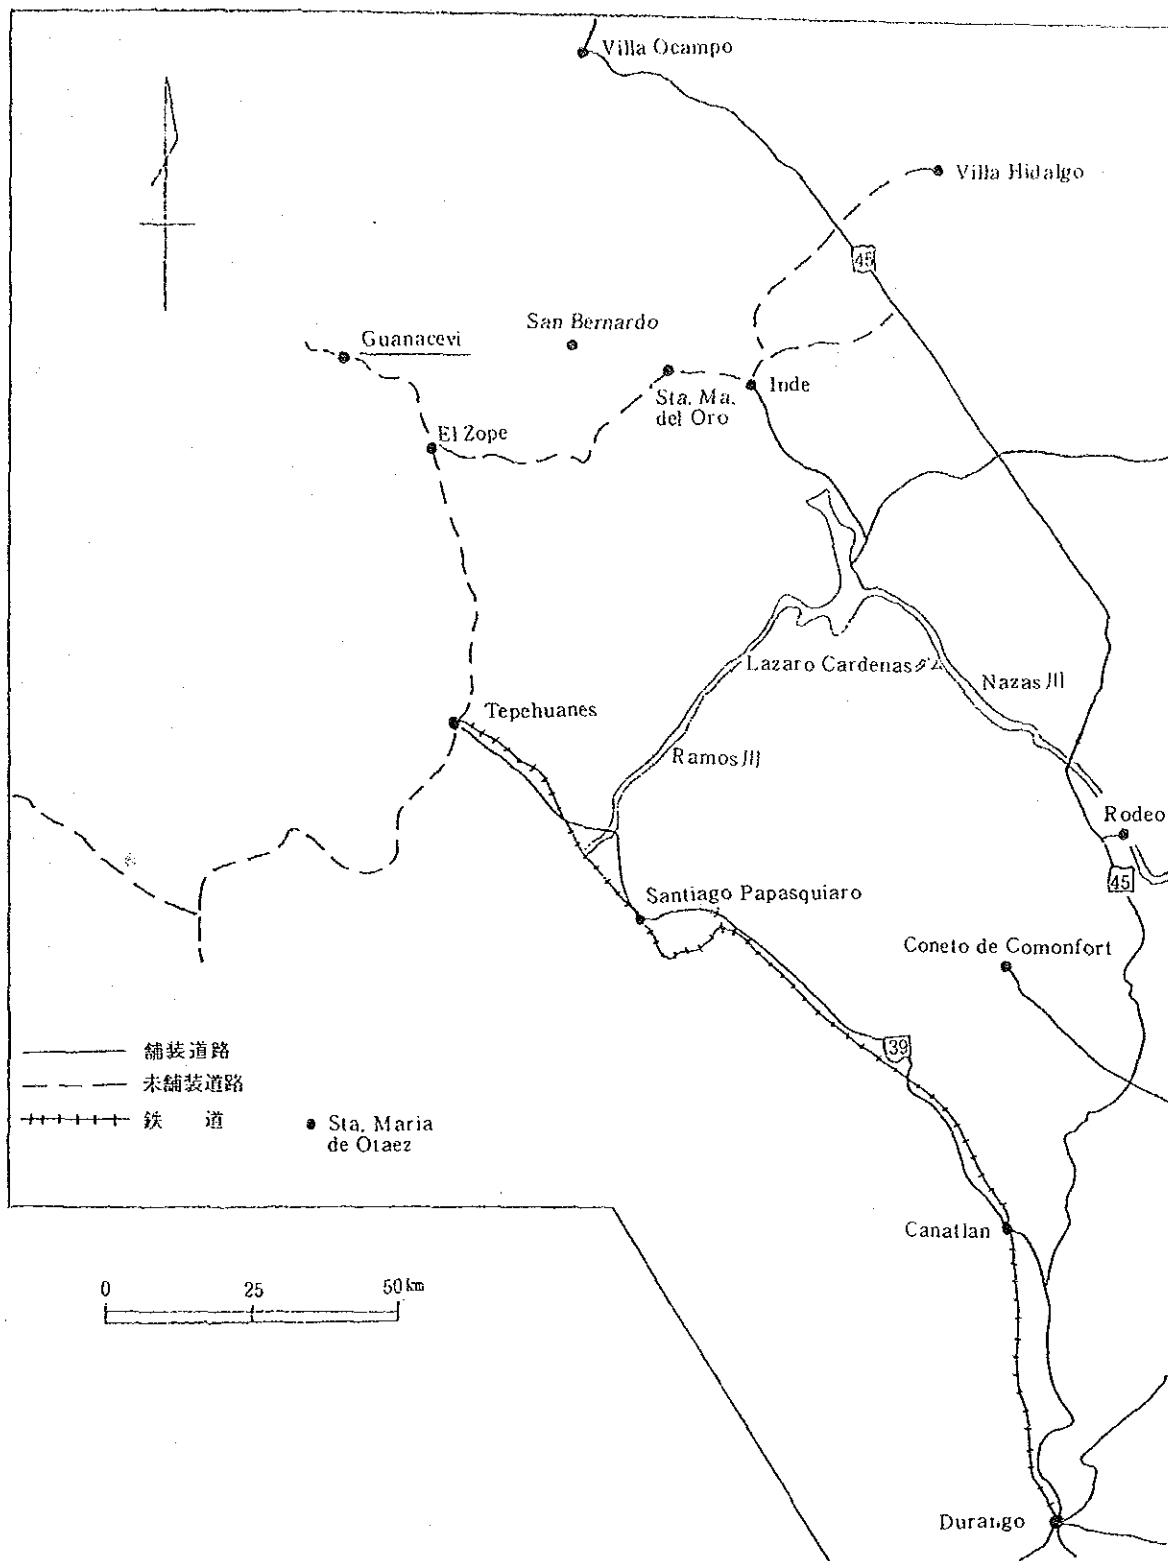 Villa Ocampo
Villa Hidalgo
45
San Bernardo
Guanacevi
Sta. Ma.
del Oro
Inde
El Zope
Lazaro Cardenasダム
Nazas川
Tepehuanes
Ramos川
Rodeo
45
Santiago Papasquiaro
Coneto de Comonfort
39
舗装道路
未舗装道路
鉄 道
Sta. Maria
de Otaez
Canatlan
0 25 50km
Durango